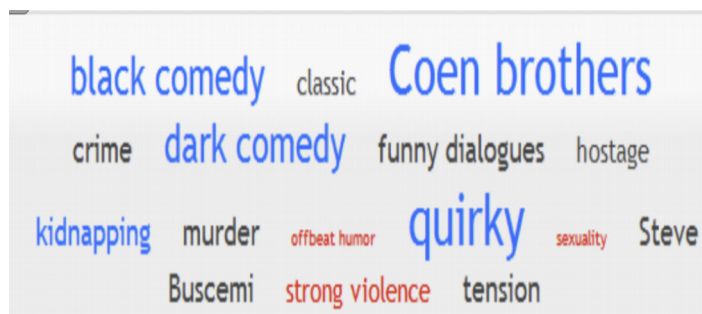 black comedy classic Coen brothers
crime dark comedy funny dialogues hostage
kidnapping murder offbeat humor quirky sexuality Steve
Buscemi strong violence tension